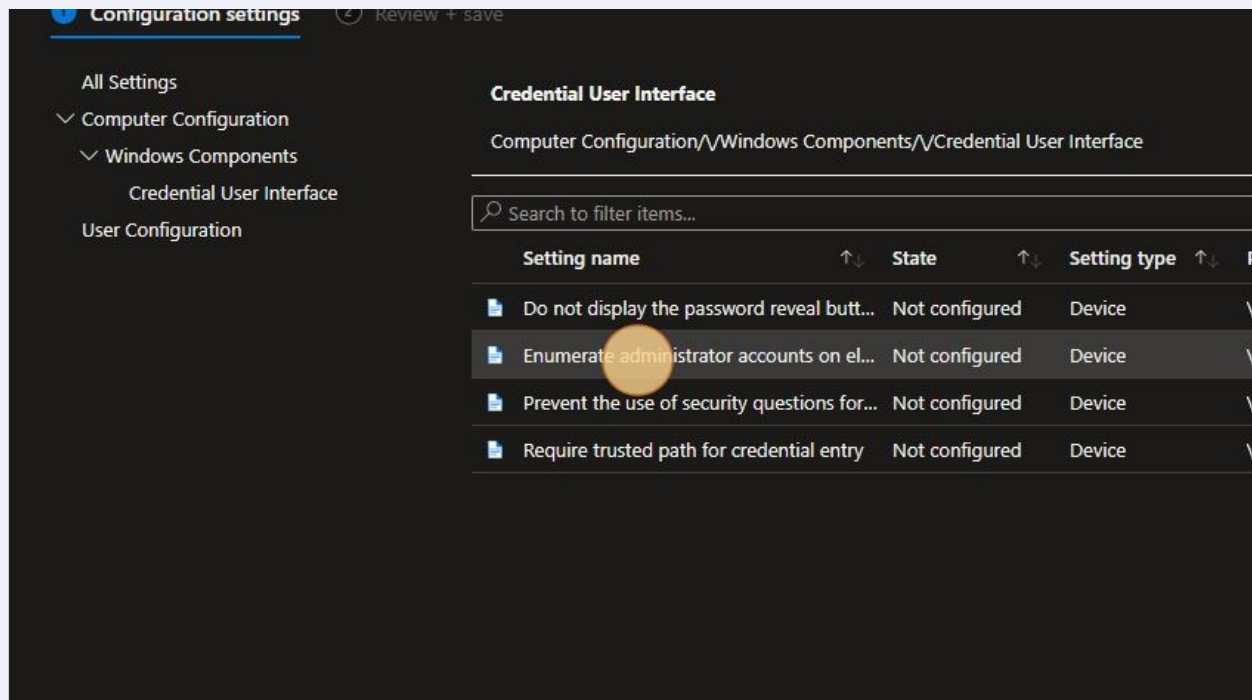 1 Configuration settings 2 Review + save
All Settings
Computer Configuration
Windows Components
Credential User Interface
User Configuration
Credential User Interface
Computer Configuration/\/Windows Components/\/Credential User Interface
Search to filter items...
Setting name State Setting type
Do not display the password reveal butt... Not configured Device
Enumerate administrator accounts on el... Not configured Device
Prevent the use of security questions for... Not configured Device
Require trusted path for credential entry Not configured Device